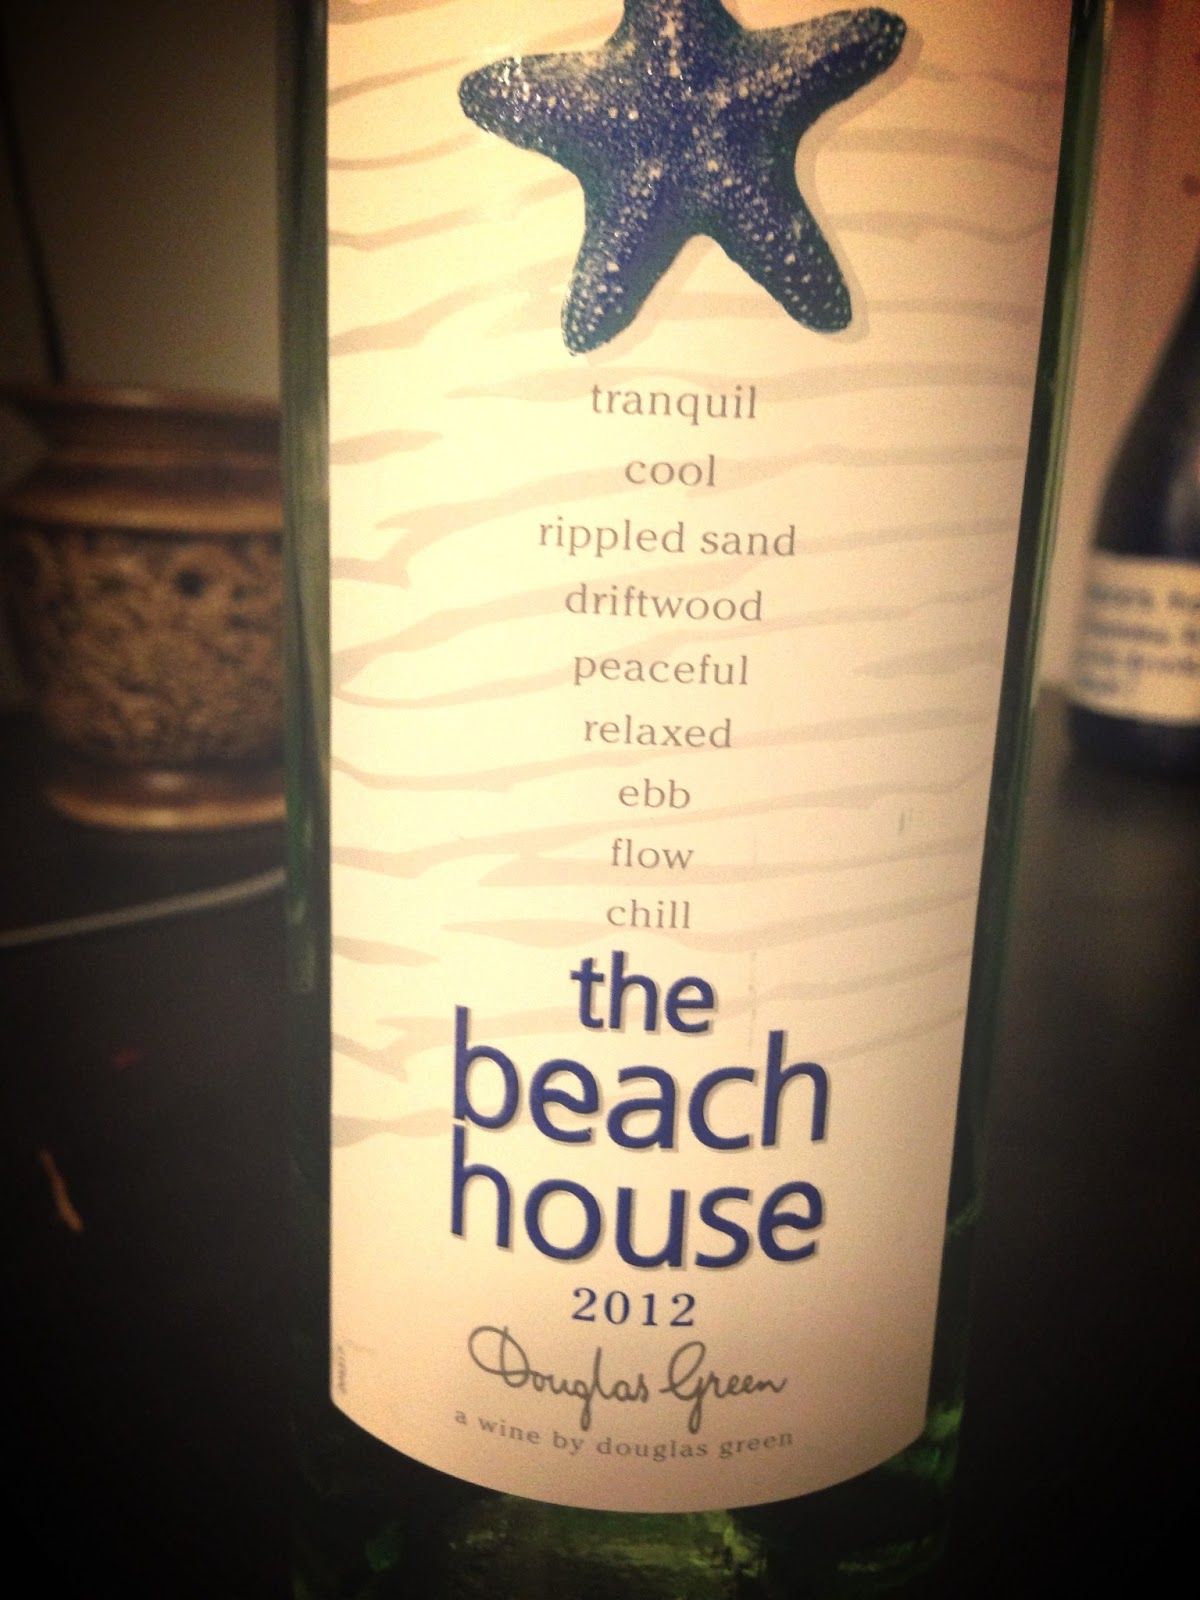 tranquil
cool
rippled sand
driftwood
peaceful
relaxed
ebb
flow
chill
the
beach
house
2012
Douglas Green
a wine by douglas green